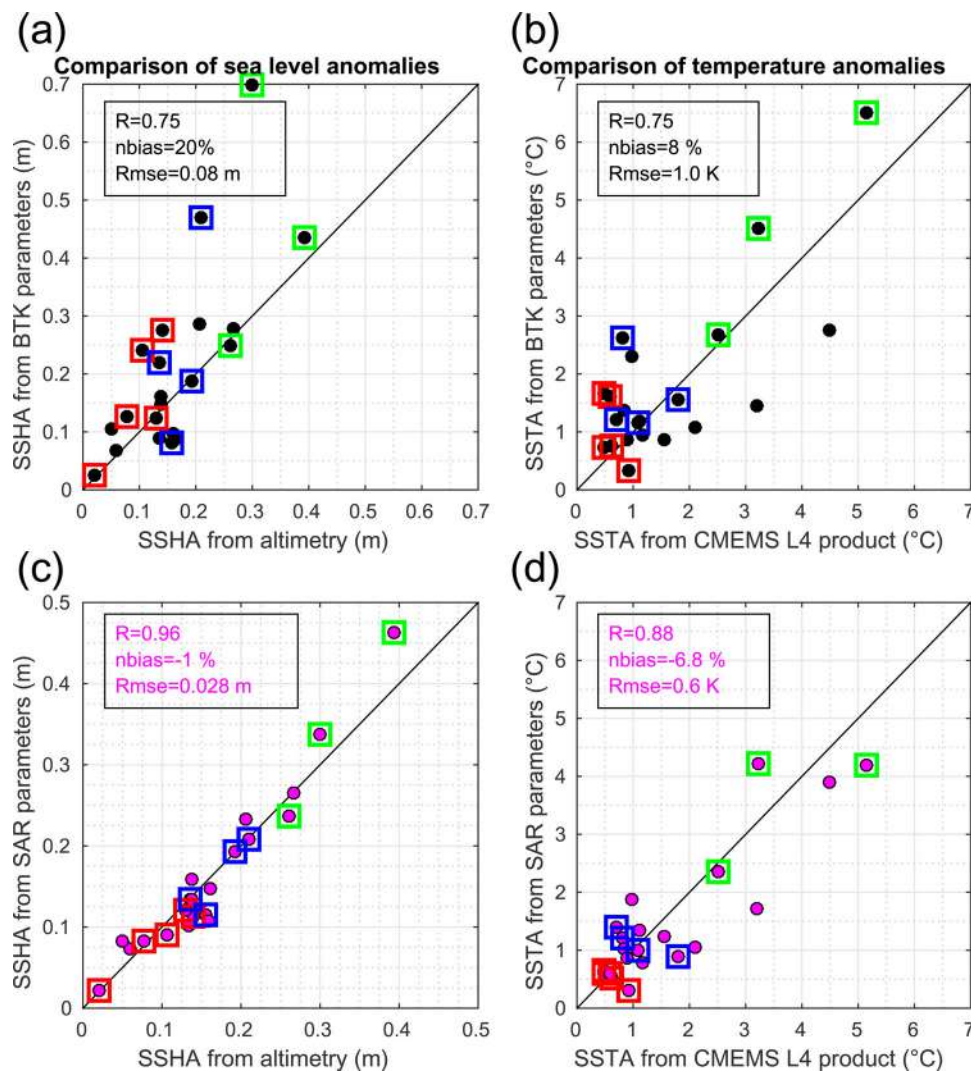 (a)
Comparison of sea level anomalies
0.7
0.6
0.5
0.4
0.3
0.2
0.1
0
SSHA from BTK parameters (m)
R=0.75
nbias=20%
Rmse=0.08 m
0 0.1 0.2 0.3 0.4 0.5 0.6 0.7
SSHA from altimetry (m)
(b)
Comparison of temperature anomalies
7
6
5
4
3
2
1
0
SSTA from BTK parameters (°C)
R=0.75
nbias=8 %
Rmse=1.0 K
0 1 2 3 4 5 6 7
SSTA from CMEMS L4 product (°C)
(c)
0.5
0.4
0.3
0.2
0.1
0
SSHA from SAR parameters (m)
R=0.96
nbias=-1 %
Rmse=0.028 m
0 0.1 0.2 0.3 0.4 0.5
SSHA from altimetry (m)
(d)
7
6
5
4
3
2
1
0
SSTA from SAR parameters (°C)
R=0.88
nbias=-6.8 %
Rmse=0.6 K
0 1 2 3 4 5 6 7
SSTA from CMEMS L4 product (°C)